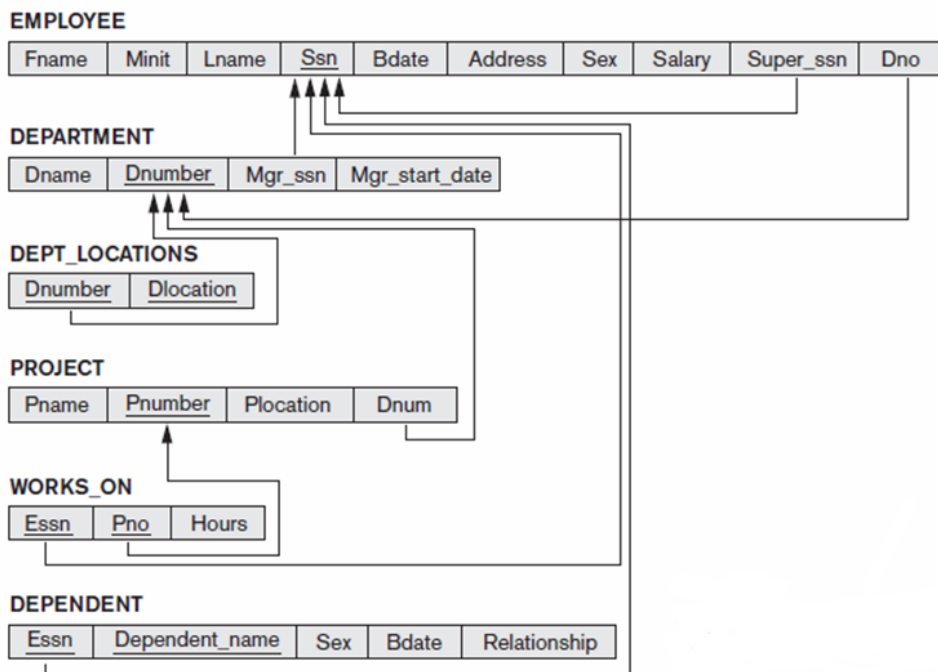 EMPLOYEE
Fname Minit Lname Ssn Bdate Address Sex Salary Super_ssn Dno
DEPARTMENT
Dname Dnumber Mgr_ssn Mgr_start_date
DEPT_LOCATIONS
Dnumber Dlocation
PROJECT
Pname Pnumber Plocation Dnum
WORKS_ON
Essn Pno Hours
DEPENDENT
Essn Dependent_name Sex Bdate Relationship